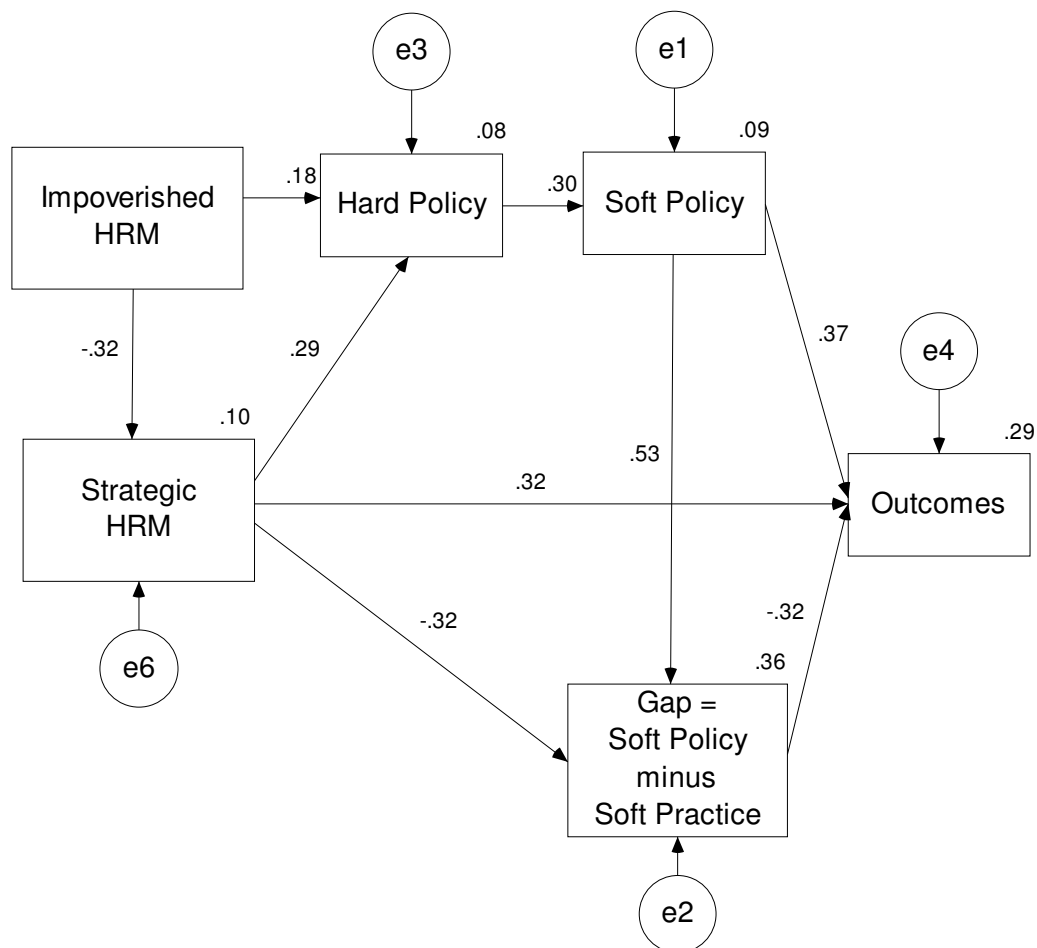 e3
e1
.08
.09
Impoverished
HRM
.18
Hard Policy
.30
Soft Policy
-.32
.29
.37
e4
.10
.53
.29
Strategic
HRM
.32
Outcomes
-.32
-.32
.36
e6
Gap =
Soft Policy
minus
Soft Practice
e2